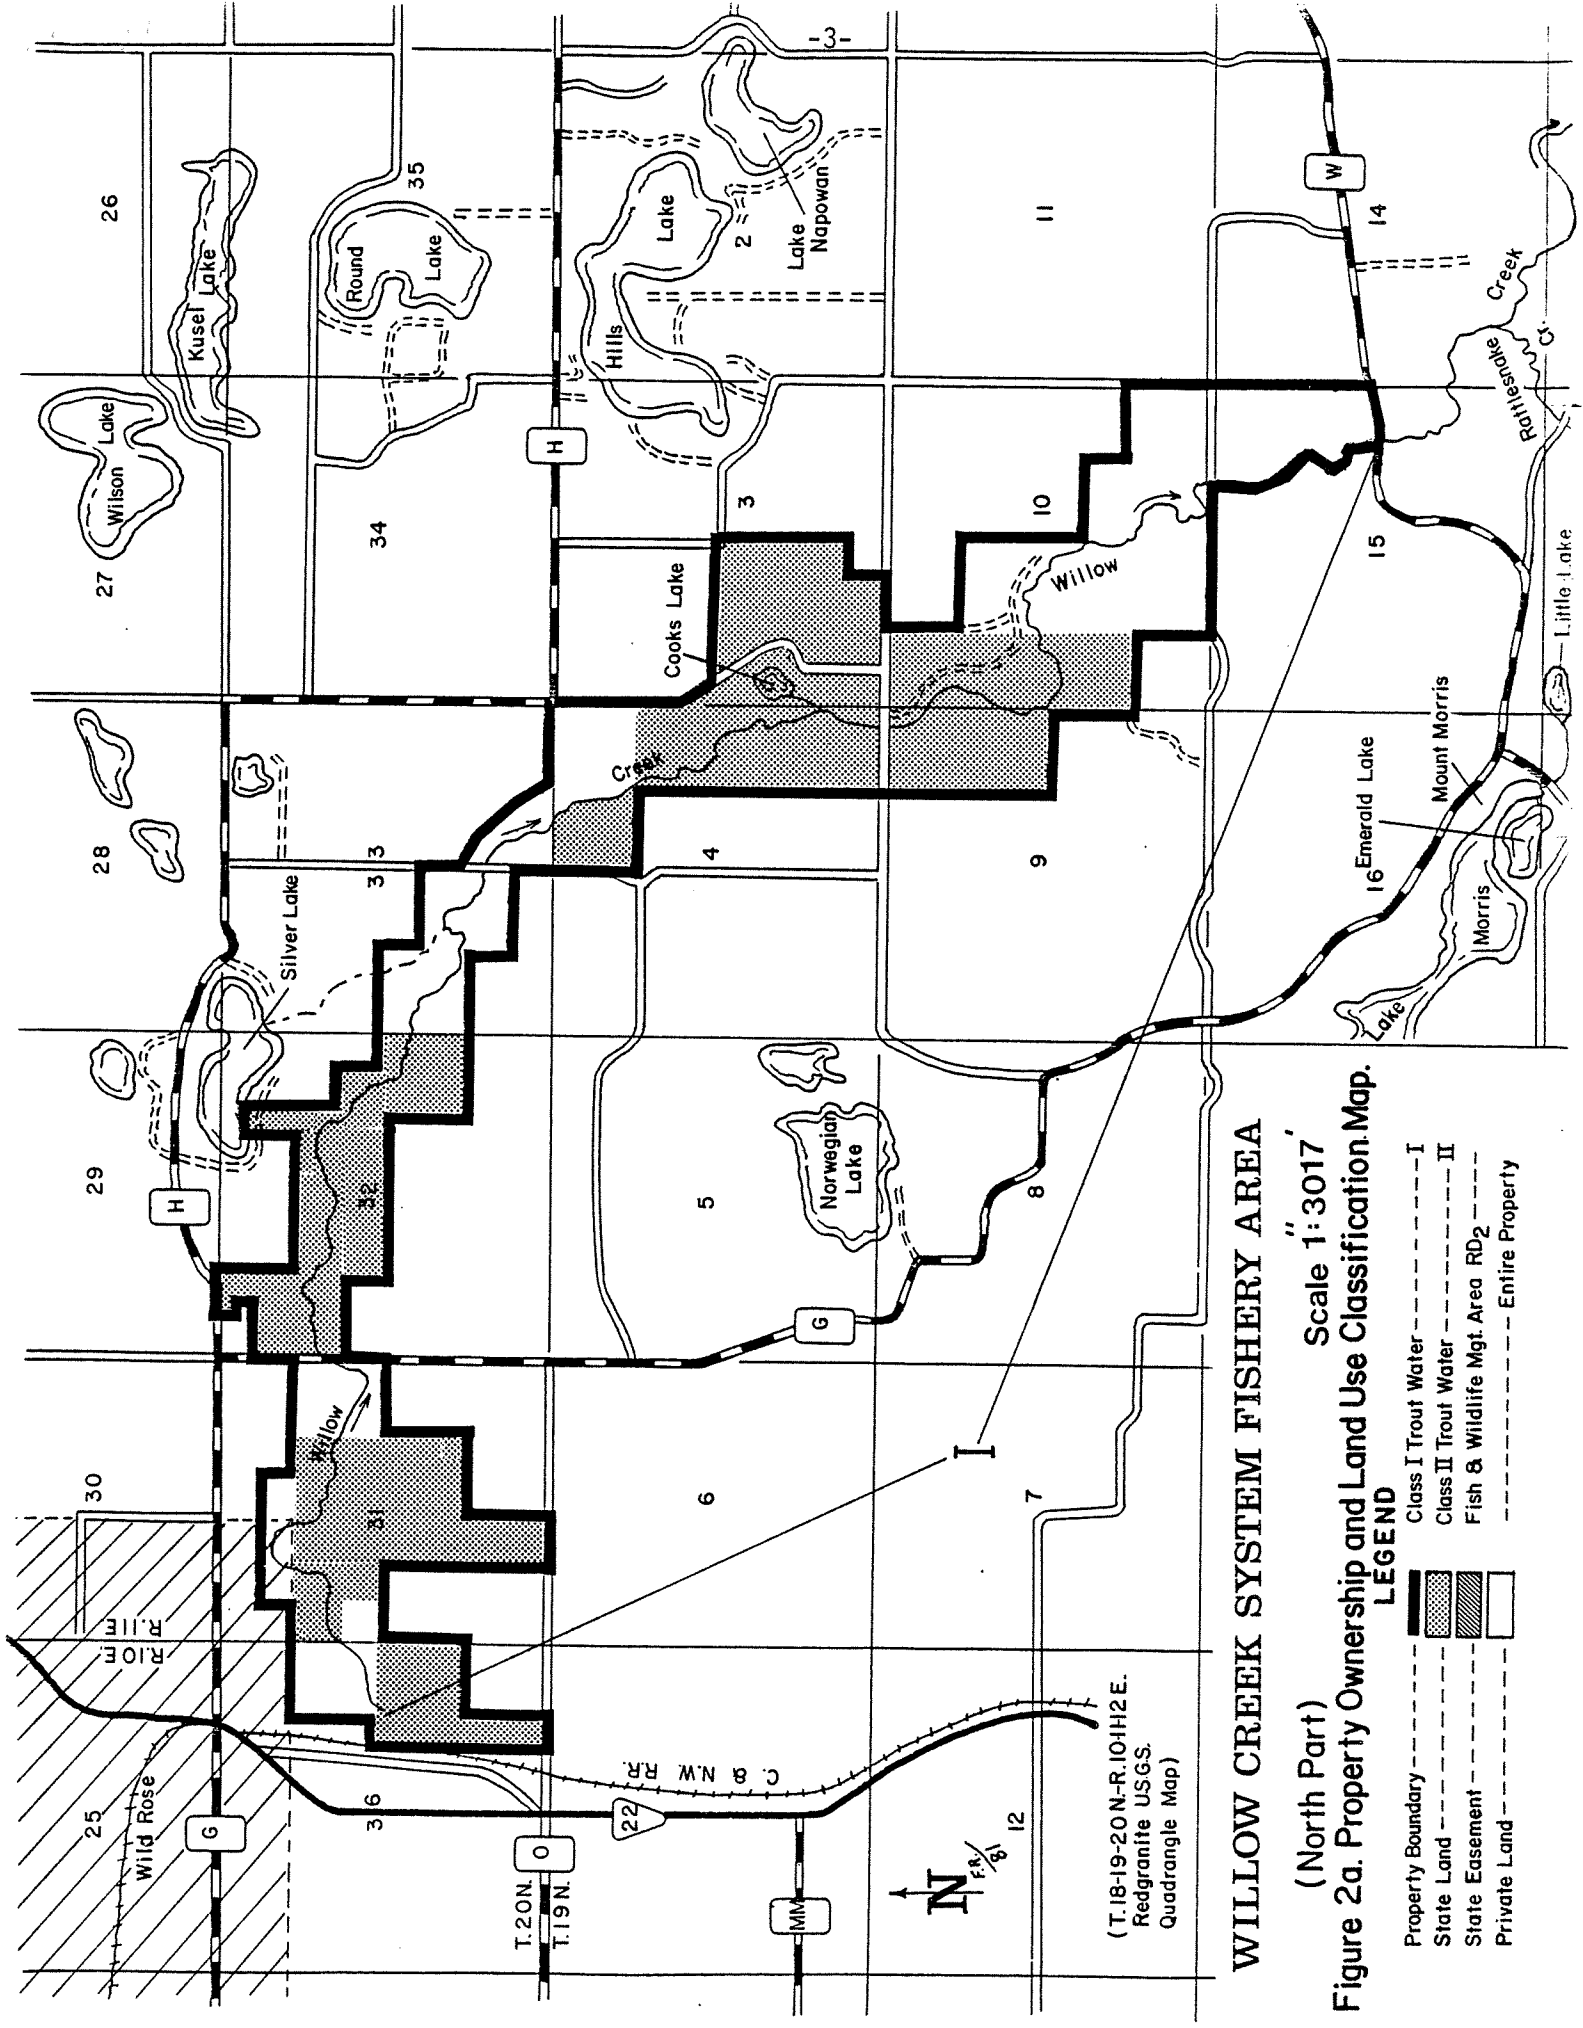 -3-
26
27
28
29
30
25
Wilson
Lake
Kusel
Lake
Round
Lake
35
34
33
33
32
31
36
Silver Lake
H
H
G
Wild Rose
R.10E.
R.11E.
Willow
Hills
Lake
Lake
Napowan
2
3
4
5
6
Cooks Lake
Creek
Norwegian
Lake
G
C. & N.W. R.R.
22
O
T.20N.
T.19N.
MM
11
10
9
8
7
12
Willow
I
N
F.R./81
W
14
15
16
Creek
Rattlesnake
Cr.
Little Lake
Mount Morris
Emerald Lake
Morris
Lake
(T.18-19-20N.-R.10-11-12E.
Redgranite U.S.G.S.
Quadrangle Map)
WILLOW CREEK SYSTEM FISHERY AREA
(North Part)
Scale 1":3017'
Figure 2a. Property Ownership and Land Use Classification Map.
LEGEND
Property Boundary
State Land
State Easement
Private Land
Class I Trout Water I
Class II Trout Water II
Fish & Wildlife Mgt. Area RD2
Entire Property